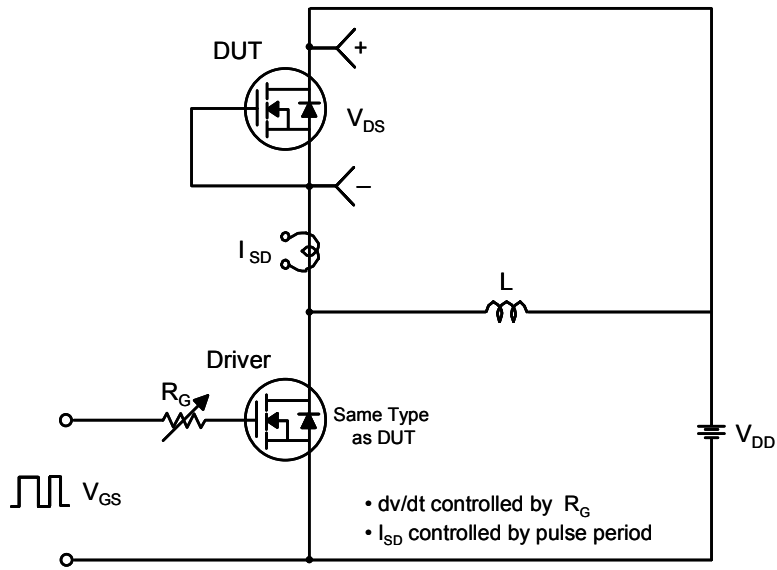 DUT
+
V_DS
–
I_SD
L
Driver
R_G
Same Type
as DUT
V_DD
V_GS
• dv/dt controlled by R_G
• I_SD controlled by pulse period